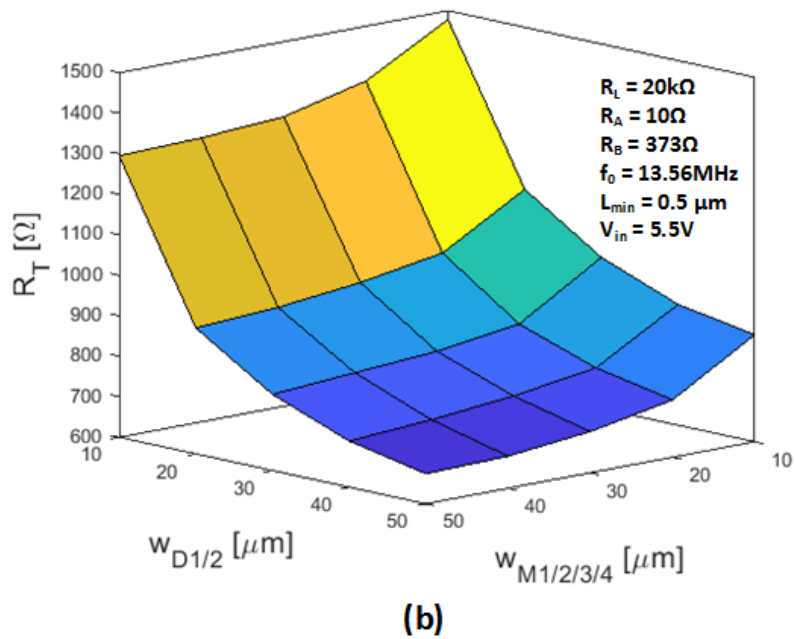 1500
1400
1300
1200
1100
1000
900
800
700
600
R_T [Ω]
R_L = 20kΩ
R_A = 10Ω
R_B = 373Ω
f_0 = 13.56MHz
L_min = 0.5 μm
V_in = 5.5V
10
20
30
40
50
w_D1/2 [μm]
50
40
30
20
10
w_M1/2/3/4 [μm]
(b)